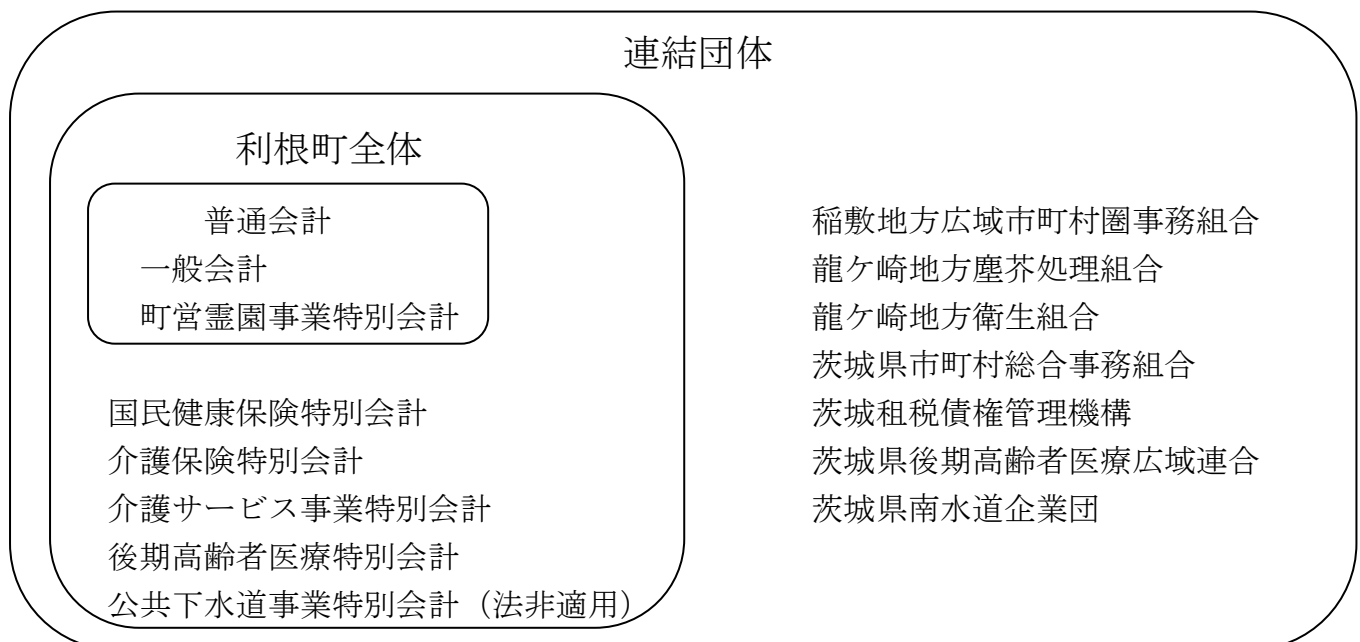 連結団体
利根町全体
普通会計
一般会計
町営霊園事業特別会計
国民健康保険特別会計
介護保険特別会計
介護サービス事業特別会計
後期高齢者医療特別会計
公共下水道事業特別会計（法非適用）
稲敷地方広域市町村圏事務組合
龍ケ崎地方塵芥処理組合
龍ケ崎地方衛生組合
茨城県市町村総合事務組合
茨城租税債権管理機構
茨城県後期高齢者医療広域連合
茨城県南水道企業団